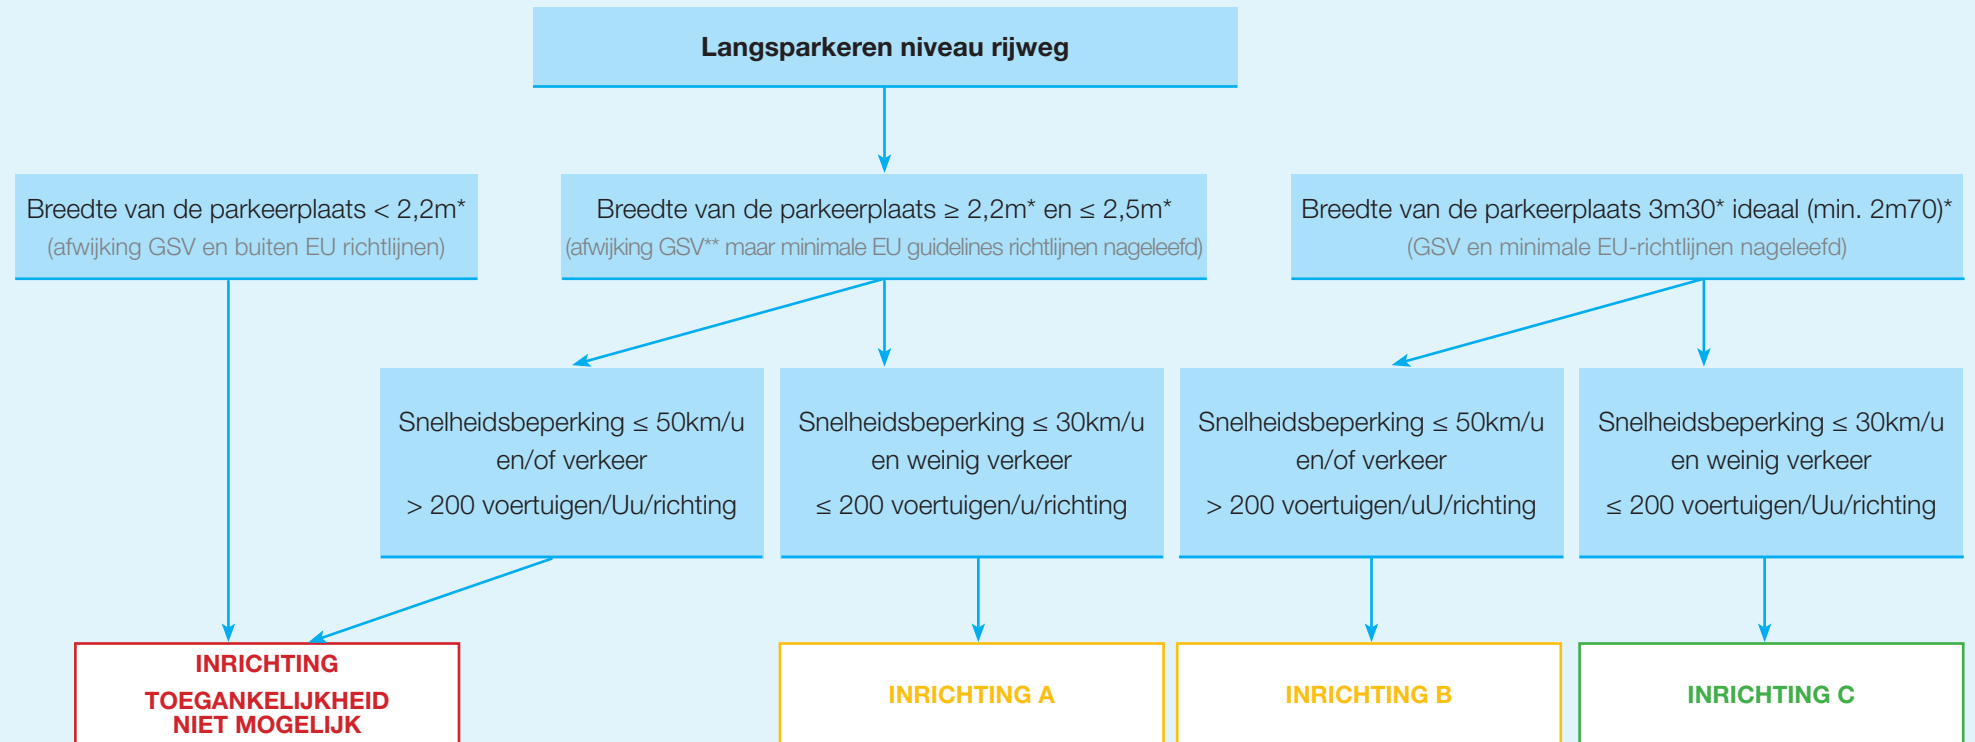 Langsparkeren niveau rijweg
Breedte van de parkeerplaats < 2,2m*
(afwijking GSV en buiten EU richtlijnen)
Breedte van de parkeerplaats ≥ 2,2m* en ≤ 2,5m*
(afwijking GSV** maar minimale EU guidelines richtlijnen nageleefd)
Breedte van de parkeerplaats 3m30* ideaal (min. 2m70)*
(GSV en minimale EU-richtlijnen nageleefd)
Snelheidsbeperking ≤ 50km/u
en/of verkeer
> 200 voertuigen/Uu/richting
Snelheidsbeperking ≤ 30km/u
en weinig verkeer
≤ 200 voertuigen/u/richting
Snelheidsbeperking ≤ 50km/u
en/of verkeer
> 200 voertuigen/uU/richting
Snelheidsbeperking ≤ 30km/u
en weinig verkeer
≤ 200 voertuigen/Uu/richting
INRICHTING
TOEGANKELIJKHEID
NIET MOGELIJK
INRICHTING A
INRICHTING B
INRICHTING C